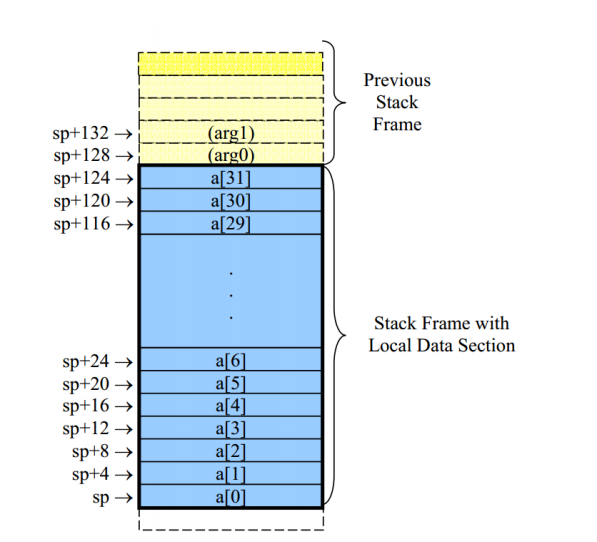 Previous
Stack
Frame
sp+132 → (arg1)
sp+128 → (arg0)
sp+124 → a[31]
sp+120 → a[30]
sp+116 → a[29]
.
.
.
Stack Frame with
Local Data Section
sp+24 → a[6]
sp+20 → a[5]
sp+16 → a[4]
sp+12 → a[3]
sp+8 → a[2]
sp+4 → a[1]
sp → a[0]